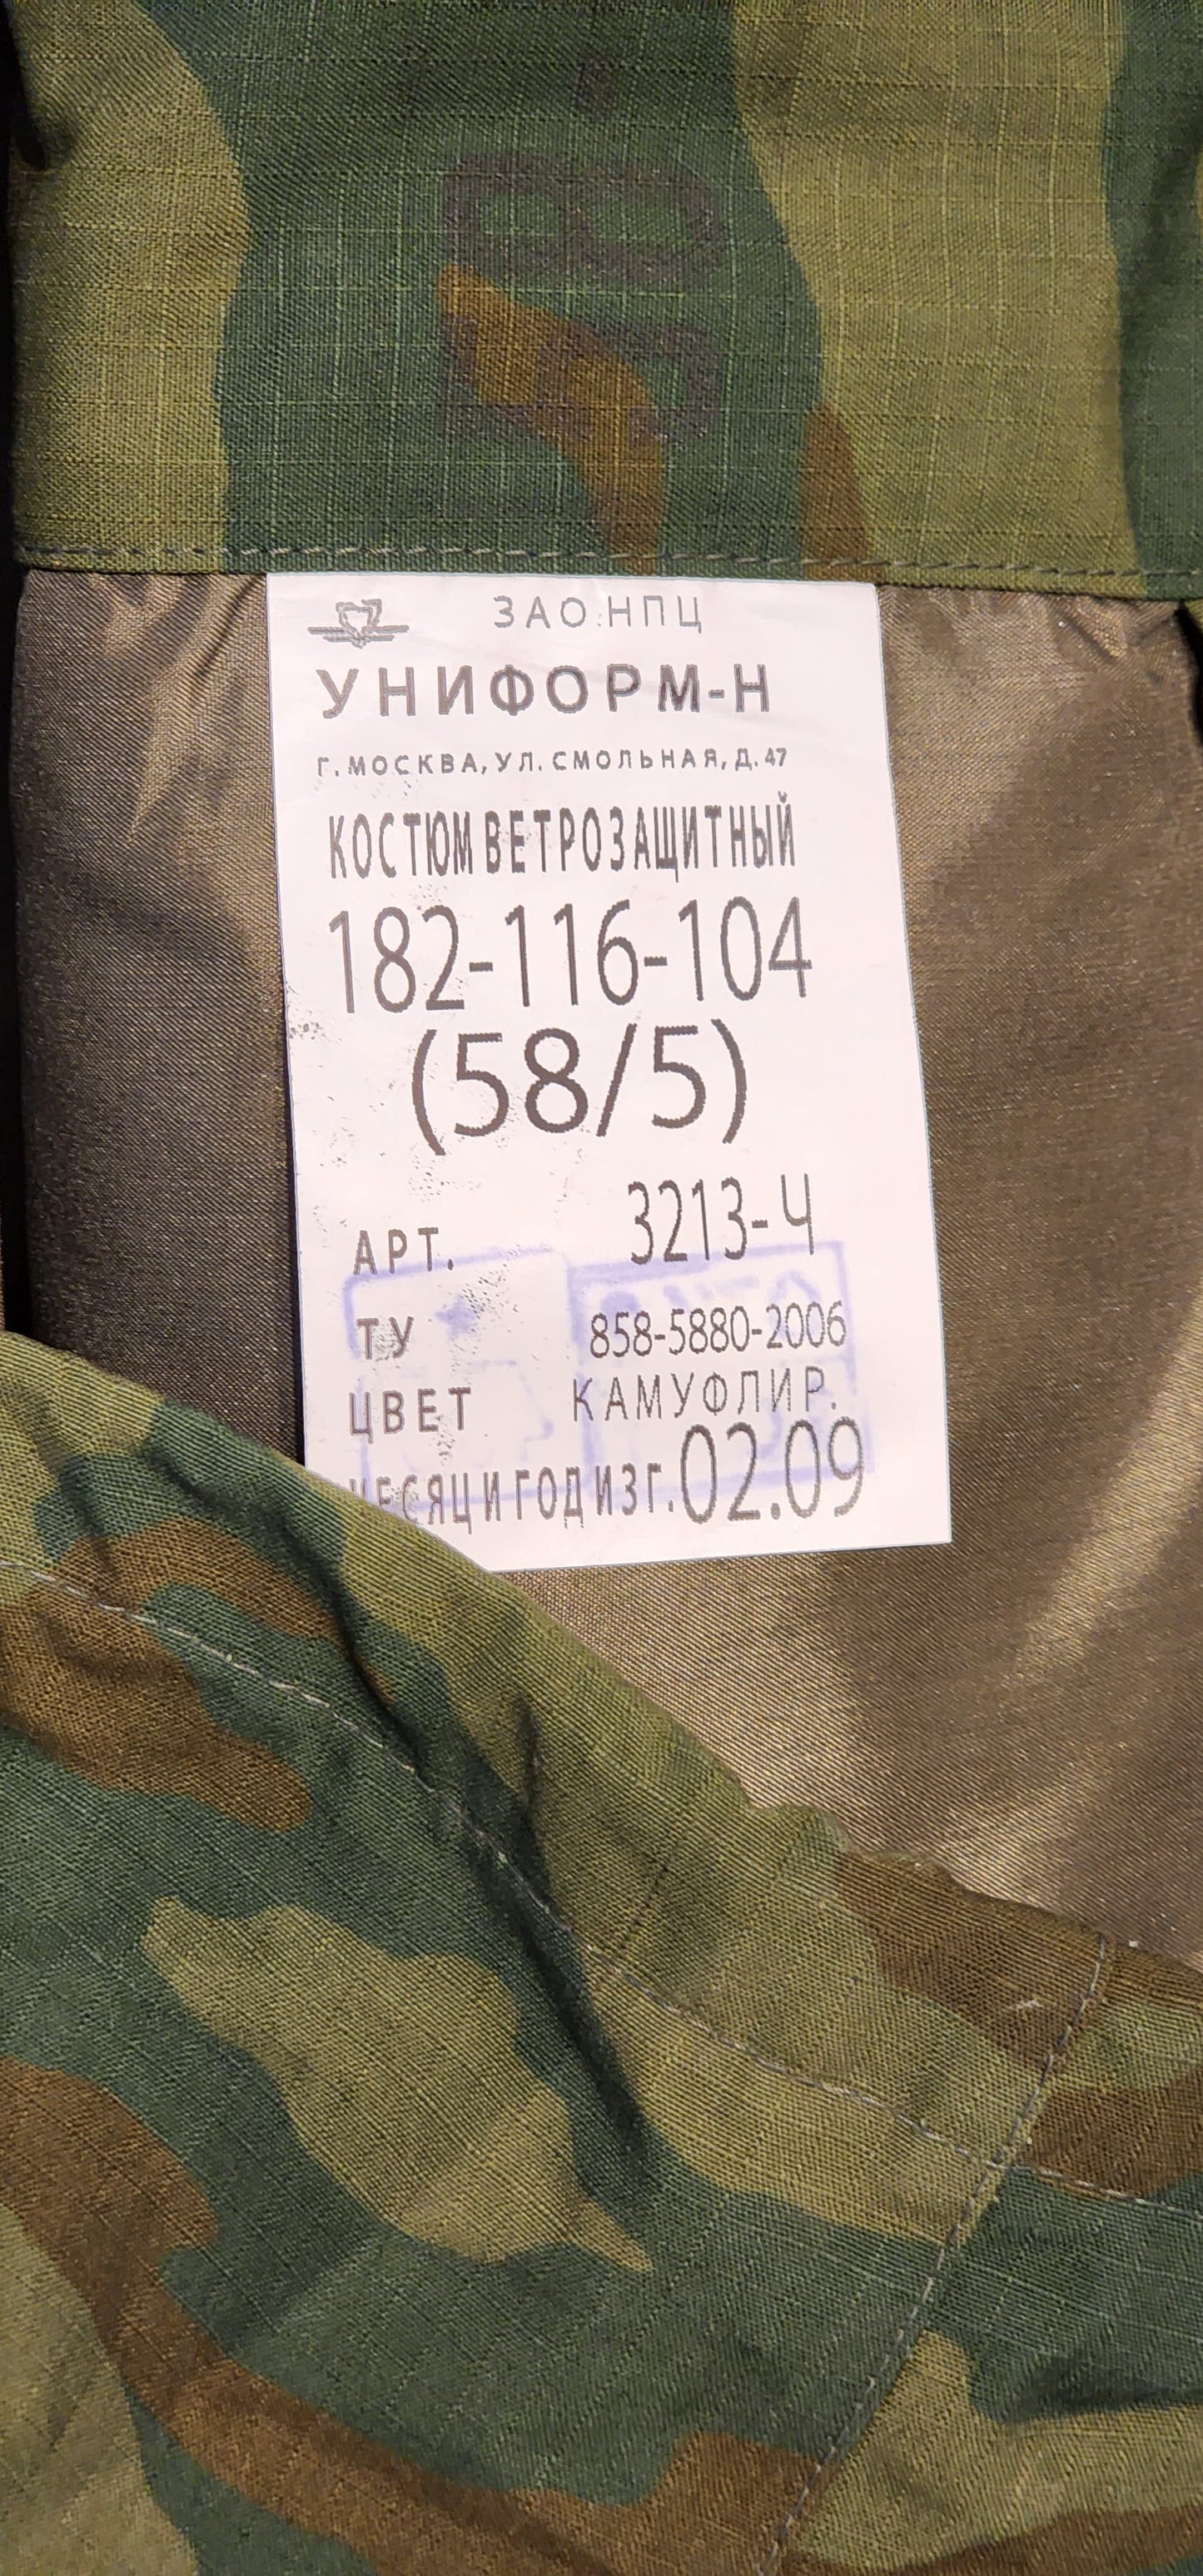 ЗАО НПЦ
УНИФОРМ-Н
Г. МОСКВА, УЛ. СМОЛЬНАЯ, Д. 47
КОСТЮМ ВЕТРОЗАЩИТНЫЙ
182-116-104
(58/5)
АРТ. 3213-Ч
ТУ 858-5880-2006
ЦВЕТ КАМУФЛИР.
МЕСЯЦ И ГОД ИЗГ. 02.09